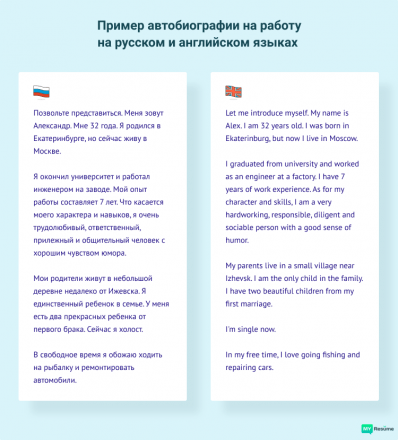 Пример автобиографии на работу
на русском и английском языках
Позвольте представиться. Меня зовут
Александр. Мне 32 года. Я родился в
Екатеринбурге, но сейчас живу в
Москве.
Я окончил университет и работал
инженером на заводе. Мой опыт
работы составляет 7 лет. Что касается
моего характера и навыков, я очень
трудолюбивый, ответственный,
прилежный и общительный человек с
хорошим чувством юмора.
Мои родители живут в небольшой
деревне недалеко от Ижевска. Я
единственный ребенок в семье. У меня
есть два прекрасных ребенка от
первого брака. Сейчас я холост.
В свободное время я обожаю ходить
на рыбалку и ремонтировать
автомобили.
Let me introduce myself. My name is
Alex. I am 32 years old. I was born in
Ekaterinburg, but now I live in Moscow.
I graduated from university and worked
as an engineer at a factory. I have 7
years of work experience. As for my
character and skills, I am a very
hardworking, responsible, diligent and
sociable person with a good sense of
humor.
My parents live in a small village near
Izhevsk. I am the only child in the family.
I have two beautiful children from my
first marriage.
I'm single now.
In my free time, I love going fishing and
repairing cars.
MY Resume